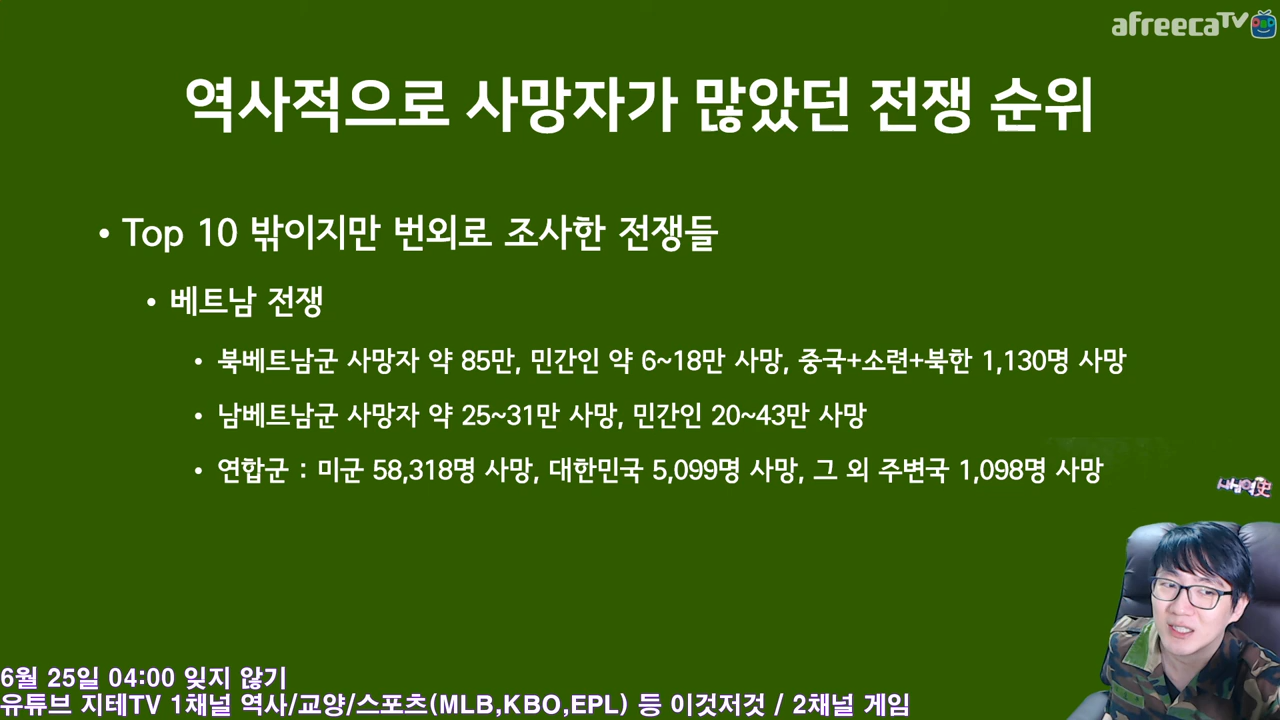 afreecaTV
역사적으로 사망자가 많았던 전쟁 순위
• Top 10 밖이지만 번외로 조사한 전쟁들
• 베트남 전쟁
• 북베트남군 사망자 약 85만, 민간인 약 6~18만 사망, 중국+소련+북한 1,130명 사망
• 남베트남군 사망자 약 25~31만 사망, 민간인 20~43만 사망
• 연합군 : 미군 58,318명 사망, 대한민국 5,099명 사망, 그 외 주변국 1,098명 사망
6월 25일 04:00 잊지 않기
유튜브 지테TV 1채널 역사/교양/스포츠(MLB,KBO,EPL) 등 이것저것 / 2채널 게임